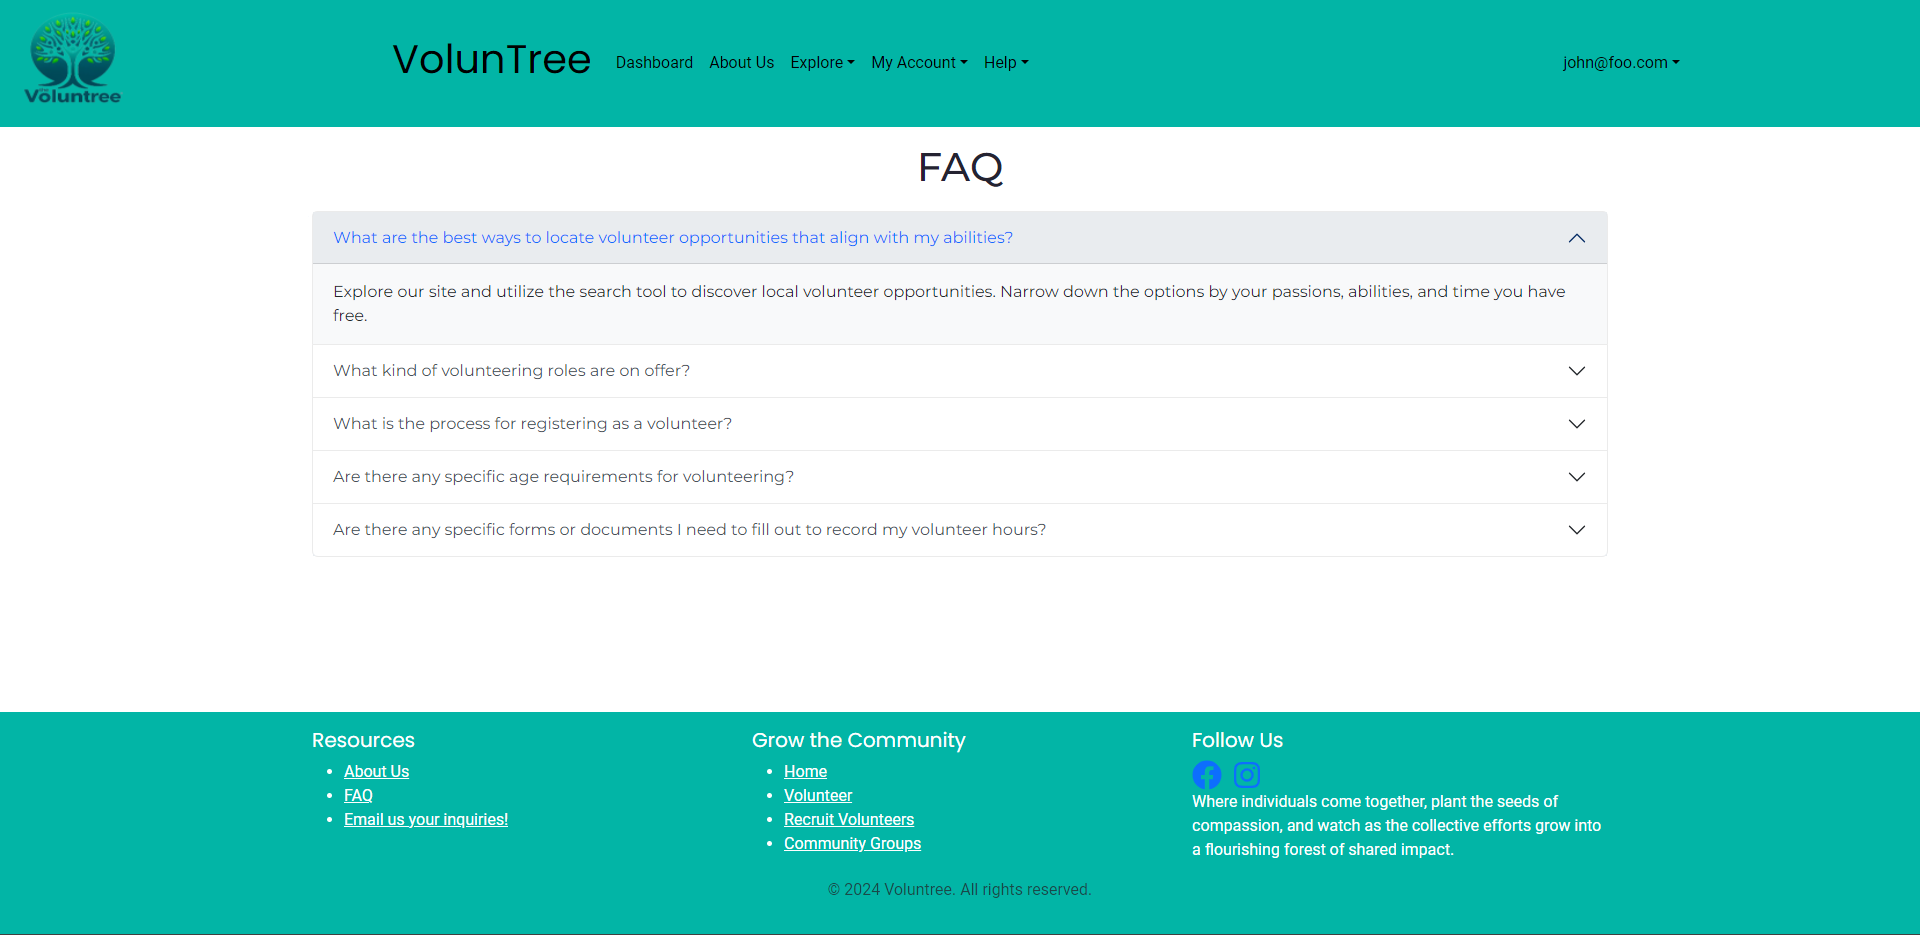 Voluntree
VolunTree
Dashboard
About Us
Explore
My Account
Help
john@foo.com
FAQ
What are the best ways to locate volunteer opportunities that align with my abilities?
Explore our site and utilize the search tool to discover local volunteer opportunities. Narrow down the options by your passions, abilities, and time you have
free.
What kind of volunteering roles are on offer?
What is the process for registering as a volunteer?
Are there any specific age requirements for volunteering?
Are there any specific forms or documents I need to fill out to record my volunteer hours?
Resources
• About Us
• FAQ
• Email us your inquiries!
Grow the Community
• Home
• Volunteer
• Recruit Volunteers
• Community Groups
Follow Us
Where individuals come together, plant the seeds of
compassion, and watch as the collective efforts grow into
a flourishing forest of shared impact.
© 2024 Voluntree. All rights reserved.